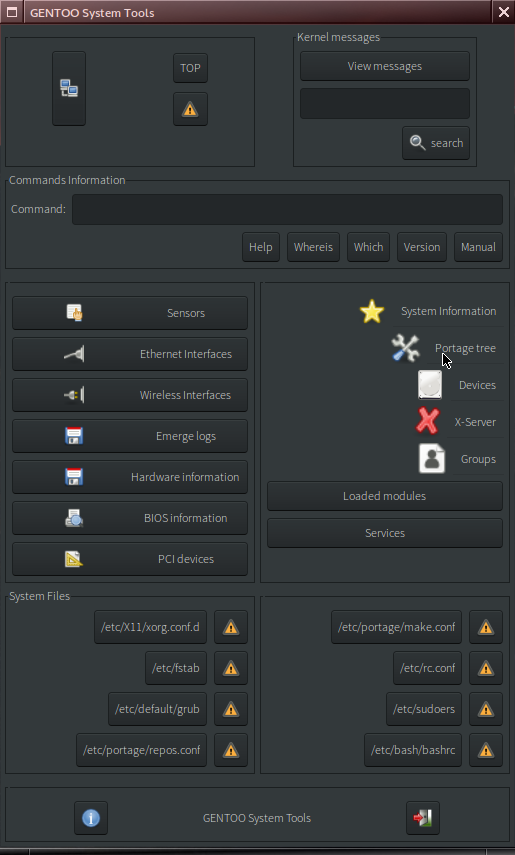 GENTOO System Tools
TOP
Kernel messages
View messages
search
Commands Information
Command:
Help Whereis Which Version Manual
Sensors
Ethernet Interfaces
Wireless Interfaces
Emerge logs
Hardware information
BIOS information
PCI devices
System Information
Portage tree
Devices
X-Server
Groups
Loaded modules
Services
System Files
/etc/X11/xorg.conf.d
/etc/fstab
/etc/default/grub
/etc/portage/repos.conf
/etc/portage/make.conf
/etc/rc.conf
/etc/sudoers
/etc/bash/bashrc
GENTOO System Tools